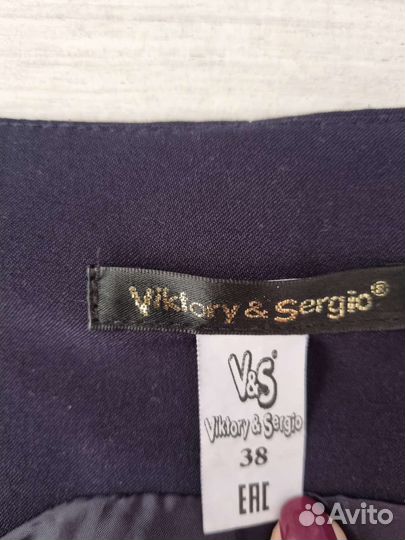 Viktory & Sergio®
V&S®
Viktory & Sergio
38
EAC
Avito